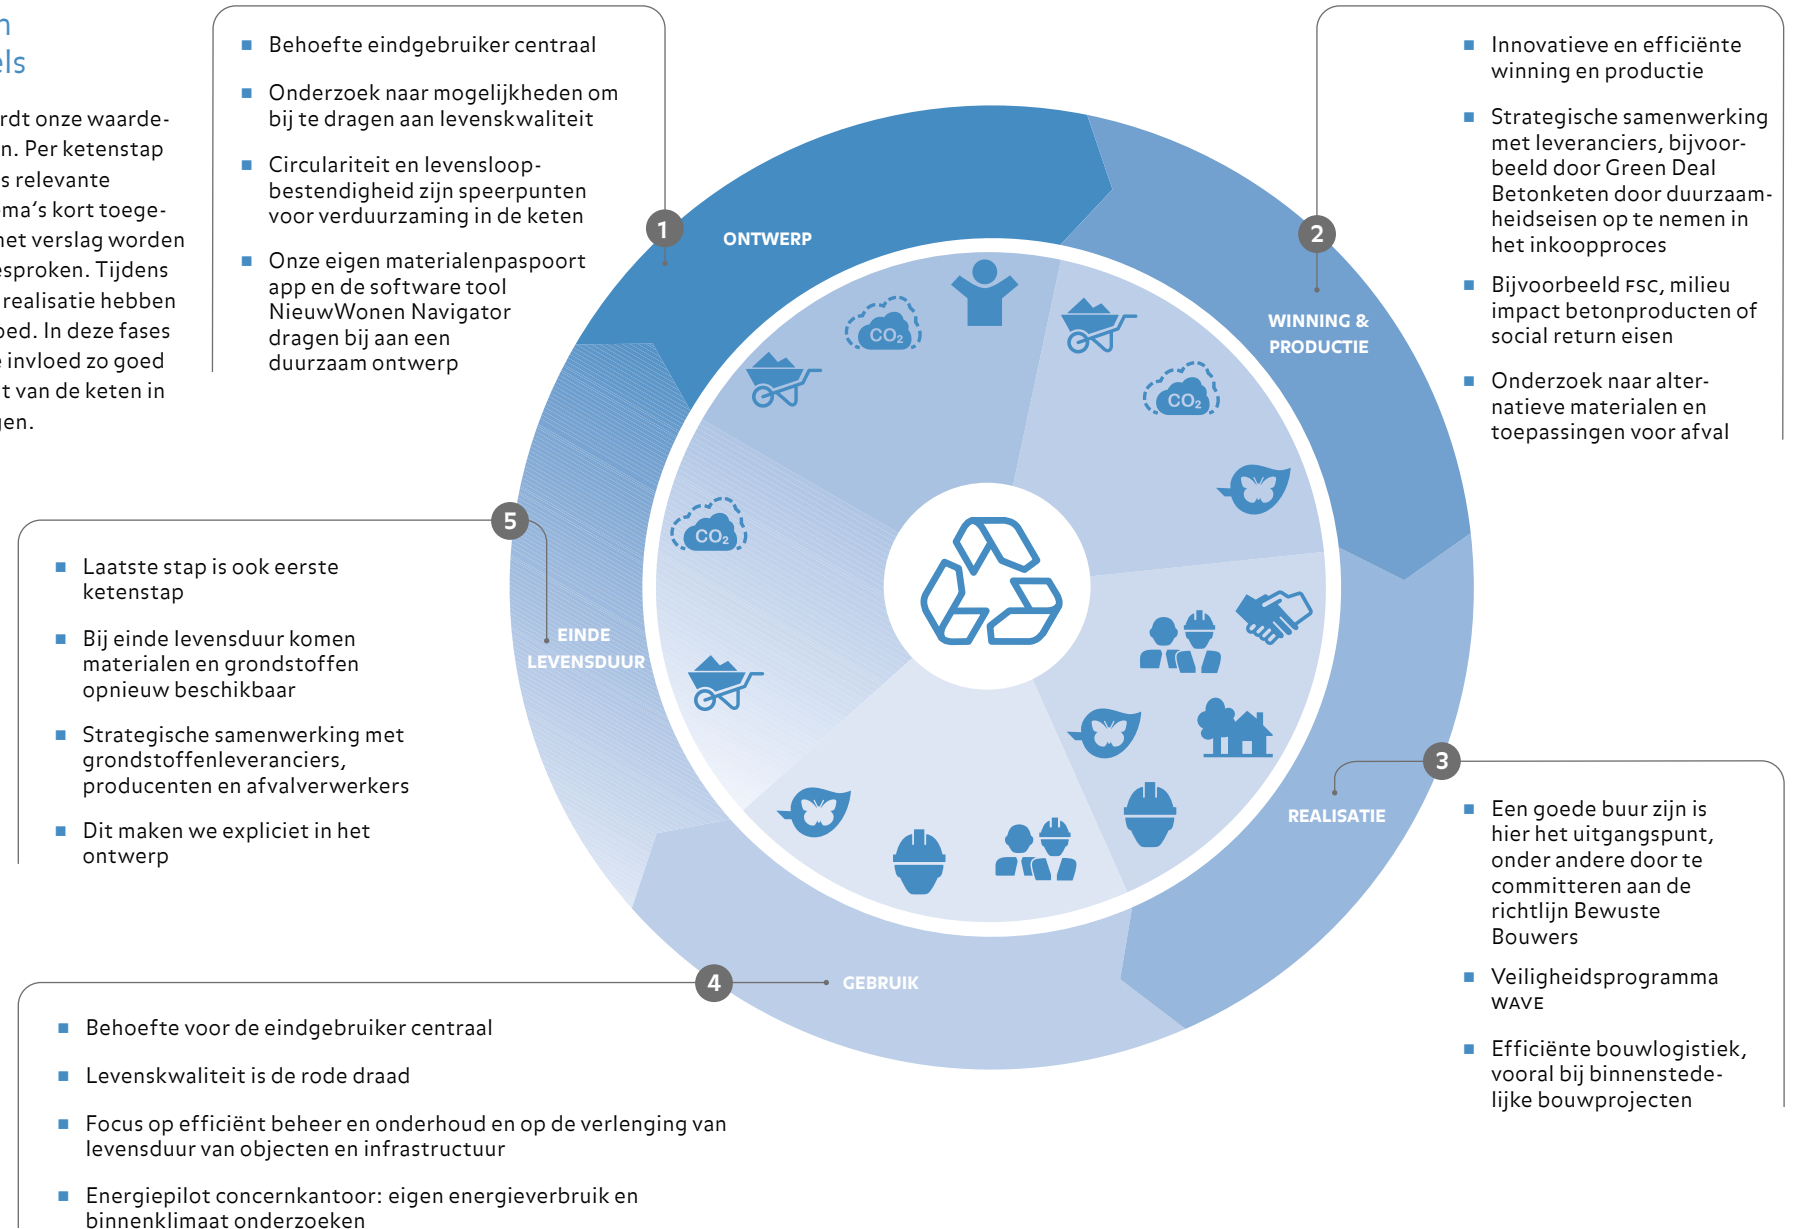 n
els
rdt onze waarde-
n. Per ketenstap
s relevante
ma's kort toege-
het verslag worden
esproken. Tijdens
realisatie hebben
oed. In deze fases
e invloed zo goed
t van de keten in
gen.
1
■ Behoefte eindgebruiker centraal
■ Onderzoek naar mogelijkheden om
bij te dragen aan levenskwaliteit
■ Circulariteit en levensloop-
bestendigheid zijn speerpunten
voor verduurzaming in de keten
■ Onze eigen materialenpaspoort
app en de software tool
NieuwWonen Navigator
dragen bij aan een
duurzaam ontwerp
ONTWERP
2
■ Innovatieve en efficiënte
winning en productie
■ Strategische samenwerking
met leveranciers, bijvoor-
beeld door Green Deal
Betonketen door duurzaam-
heidseisen op te nemen in
het inkoopproces
■ Bijvoorbeeld FSC, milieu
impact betonproducten of
social return eisen
■ Onderzoek naar alter-
natieve materialen en
toepassingen voor afval
WINNING &
PRODUCTIE
CO₂
CO₂
CO₂
3
■ Een goede buur zijn is
hier het uitgangspunt,
onder andere door te
committeren aan de
richtlijn Bewuste
Bouwers
■ Veiligheidsprogramma
WAVE
■ Efficiënte bouwlogistiek,
vooral bij binnenstede-
lijke bouwprojecten
REALISATIE
4
■ Behoefte voor de eindgebruiker centraal
■ Levenskwaliteit is de rode draad
■ Focus op efficiënt beheer en onderhoud en op de verlenging van
levensduur van objecten en infrastructuur
■ Energiepilot concernkantoor: eigen energieverbruik en
binnenklimaat onderzoeken
GEBRUIK
5
■ Laatste stap is ook eerste
ketenstap
■ Bij einde levensduur komen
materialen en grondstoffen
opnieuw beschikbaar
■ Strategische samenwerking met
grondstoffenleveranciers,
producenten en afvalverwerkers
■ Dit maken we expliciet in het
ontwerp
EINDE
LEVENSDUUR